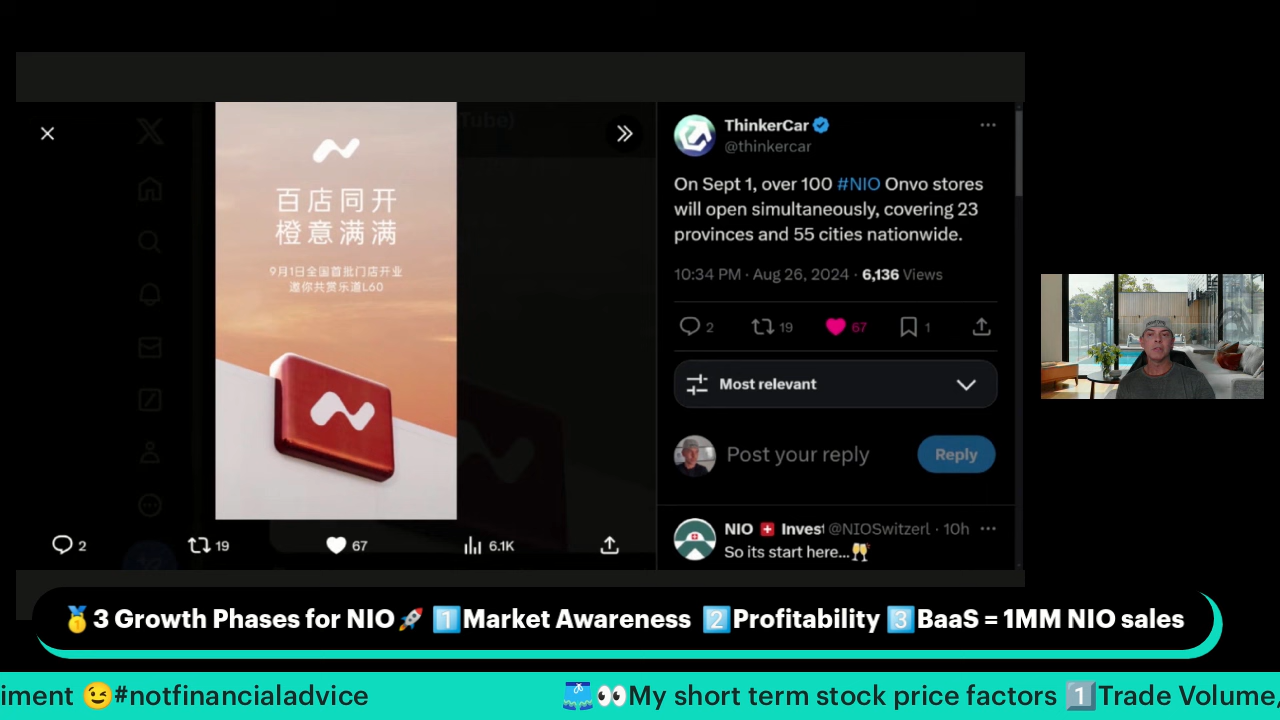 百店同开
橙意满满
9月1日全国首批门店开业
邀你共赏乐道L60
ThinkerCar
@thinkercar
On Sept 1, over 100 #NIO Onvo stores
will open simultaneously, covering 23
provinces and 55 cities nationwide.
10:34 PM · Aug 26, 2024 · 6,136 Views
2 19 67 1
Most relevant
Post your reply
Reply
NIO 🇨🇭 Invest @NIOSwitzerl · 10h
So its start here...🥂
2 19 67 6.1K
🥇3 Growth Phases for NIO🚀 1️⃣Market Awareness 2️⃣Profitability 3️⃣BaaS = 1MM NIO sales
iment 😉#notfinancialadvice 🩳👀My short term stock price factors 1️⃣Trade Volume,